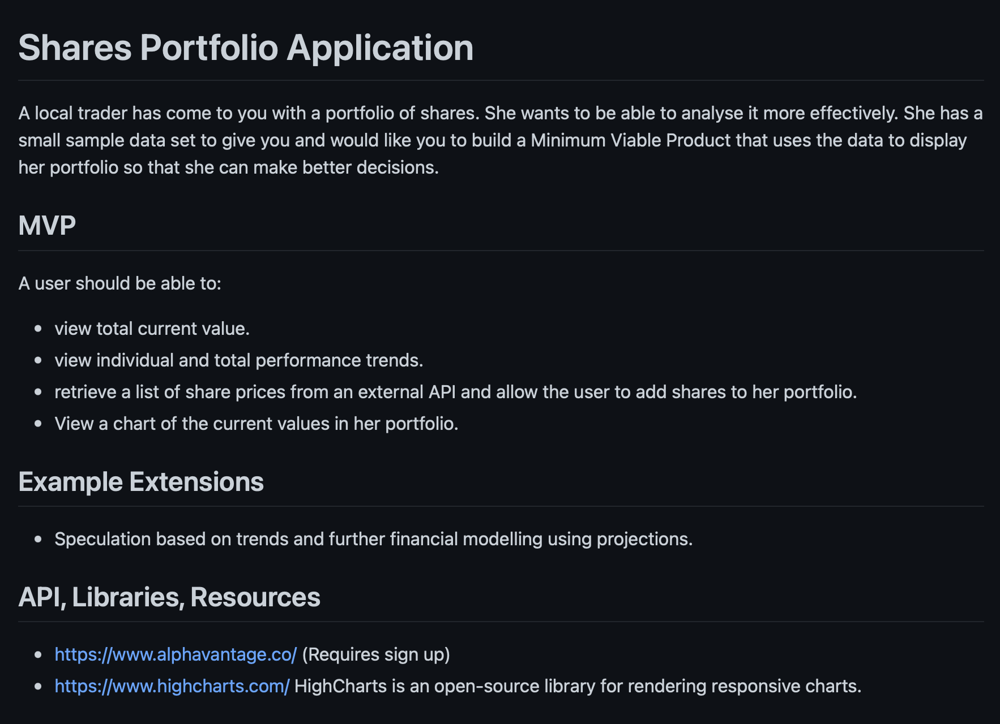 Shares Portfolio Application
A local trader has come to you with a portfolio of shares. She wants to be able to analyse it more effectively. She has a
small sample data set to give you and would like you to build a Minimum Viable Product that uses the data to display
her portfolio so that she can make better decisions.
MVP
A user should be able to:
• view total current value.
• view individual and total performance trends.
• retrieve a list of share prices from an external API and allow the user to add shares to her portfolio.
• View a chart of the current values in her portfolio.
Example Extensions
• Speculation based on trends and further financial modelling using projections.
API, Libraries, Resources
• https://www.alphavantage.co/ (Requires sign up)
• https://www.highcharts.com/ HighCharts is an open-source library for rendering responsive charts.